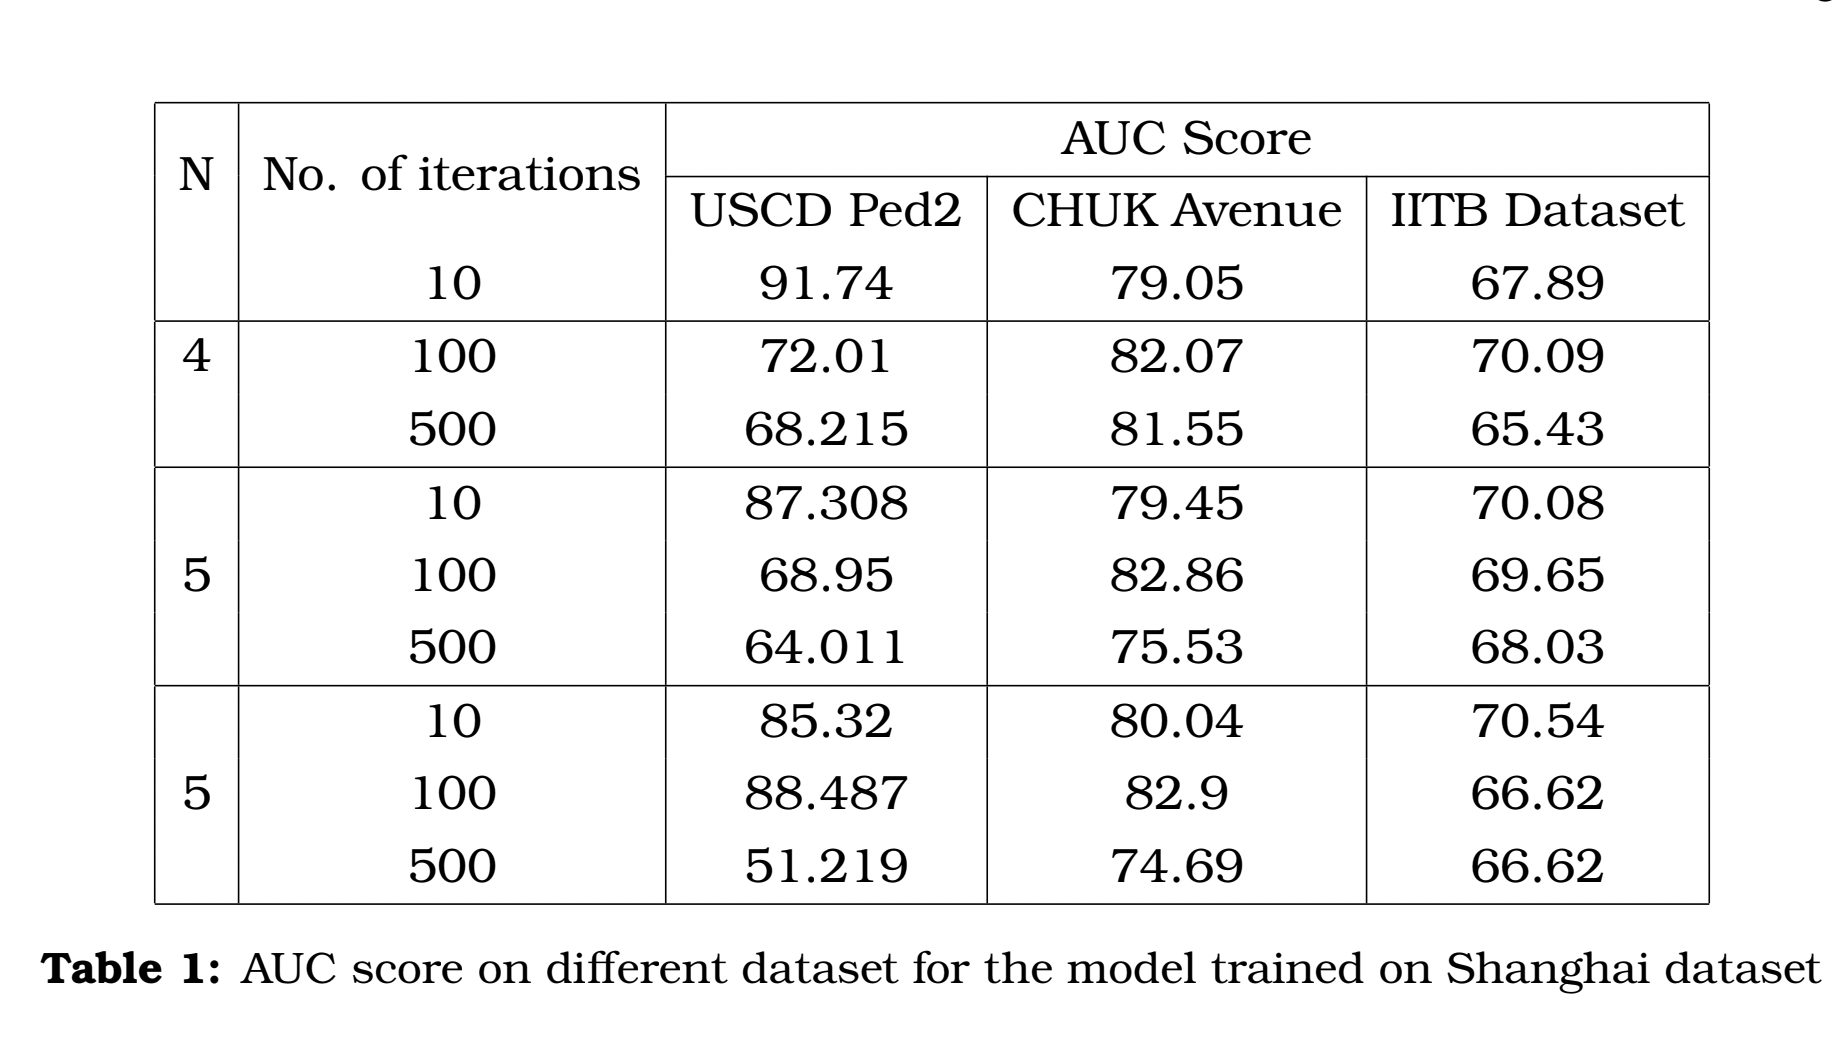 AUC Score
N No. of iterations
USCD Ped2 CHUK Avenue IITB Dataset
10 91.74 79.05 67.89
4 100 72.01 82.07 70.09
500 68.215 81.55 65.43
10 87.308 79.45 70.08
5 100 68.95 82.86 69.65
500 64.011 75.53 68.03
10 85.32 80.04 70.54
5 100 88.487 82.9 66.62
500 51.219 74.69 66.62
Table 1: AUC score on different dataset for the model trained on Shanghai dataset